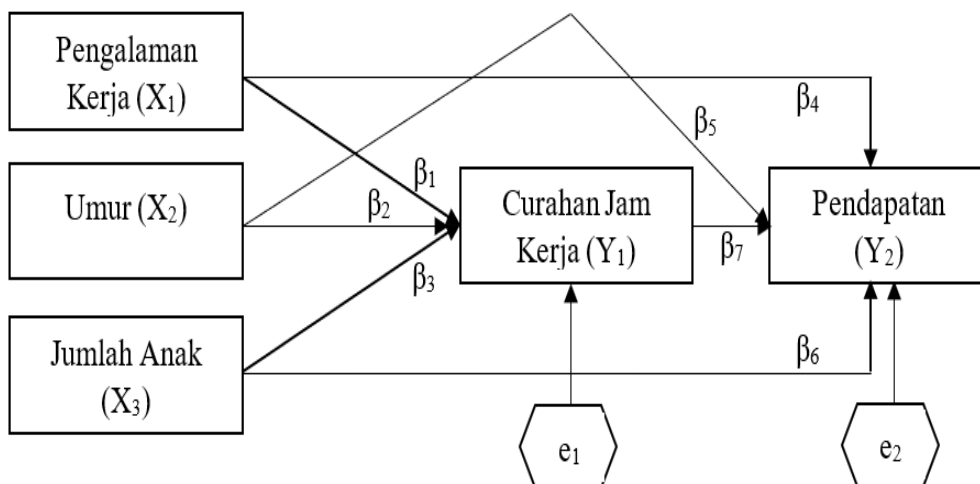 Pengalaman
Kerja (X₁)
β₄
β₅
β₁
Umur (X₂)
β₂
Curahan Jam
Kerja (Y₁)
β₇
Pendapatan
(Y₂)
β₃
Jumlah Anak
(X₃)
β₆
e₁
e₂